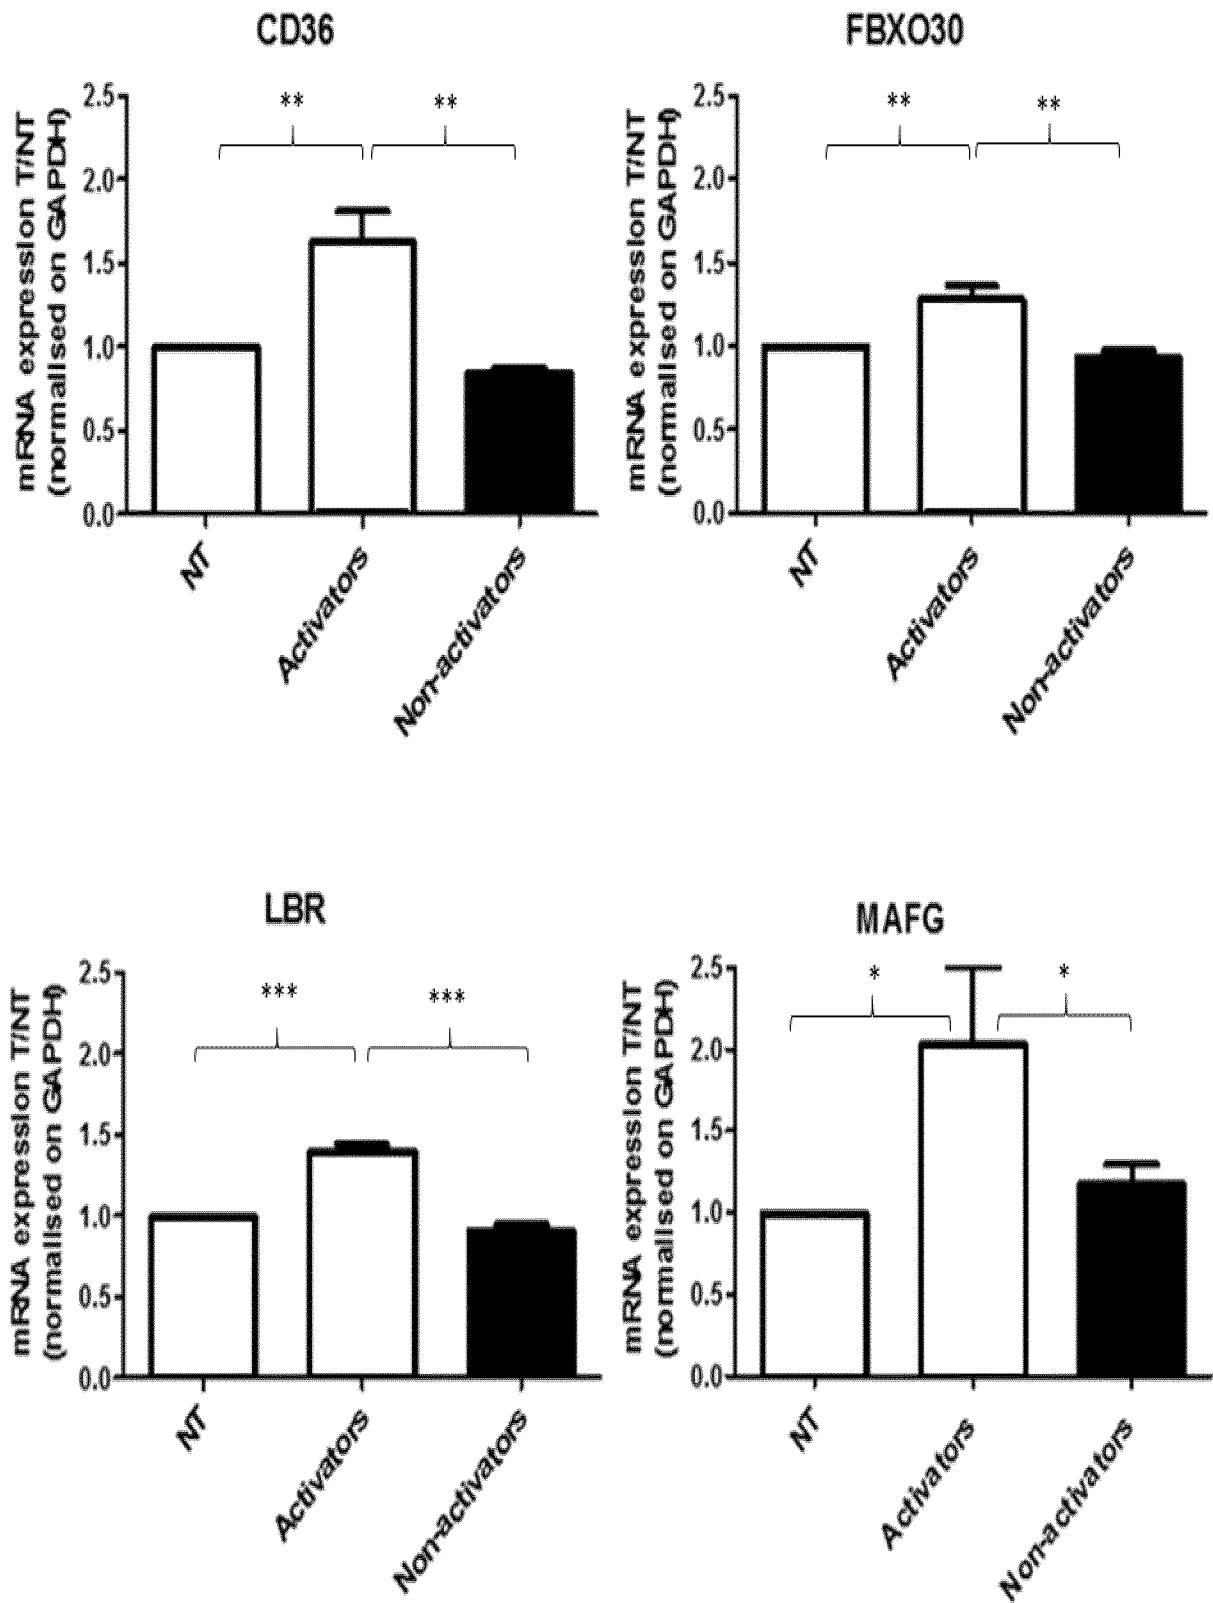 CD36
mRNA expression T/NT
(normalised on GAPDH)
2.5
2.0
1.5
1.0
0.5
0.0
** **
NT
Activators
Non-activators
FBXO30
mRNA expression T/NT
(normalised on GAPDH)
2.5
2.0
1.5
1.0
0.5
0.0
** **
NT
Activators
Non-activators
LBR
mRNA expression T/NT
(normalised on GAPDH)
2.5
2.0
1.5
1.0
0.5
0.0
*** ***
NT
Activators
Non-activators
MAFG
mRNA expression T/NT
(normalised on GAPDH)
2.5
2.0
1.5
1.0
0.5
0.0
* *
NT
Activators
Non-activators